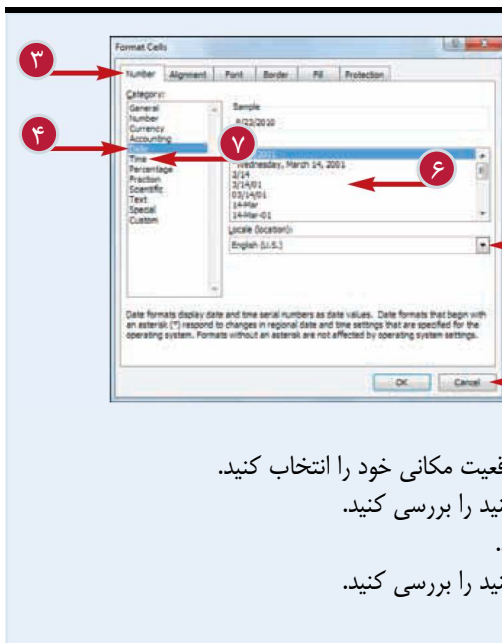 Format Cells
۳
Number Alignment Font Border Fill Protection
Category:
General
Number
Currency
Accounting
۴
Time
Percentage
Fraction
Scientific
Text
Special
Custom
Sample
۷
Wednesday, March 14, 2001
3/14
3/14/01
03/14/01
14-Mar
14-Mar-01
۶
Locale (location):
English (U.S.)
Date formats display date and time serial numbers as date values. Date formats that begin with
an asterisk (*) respond to changes in regional date and time settings that are specified for the
operating system. Formats without an asterisk are not affected by operating system settings.
OK Cancel
مکانی خود را انتخاب کنید.
را بررسی کنید.
.
را بررسی کنید.